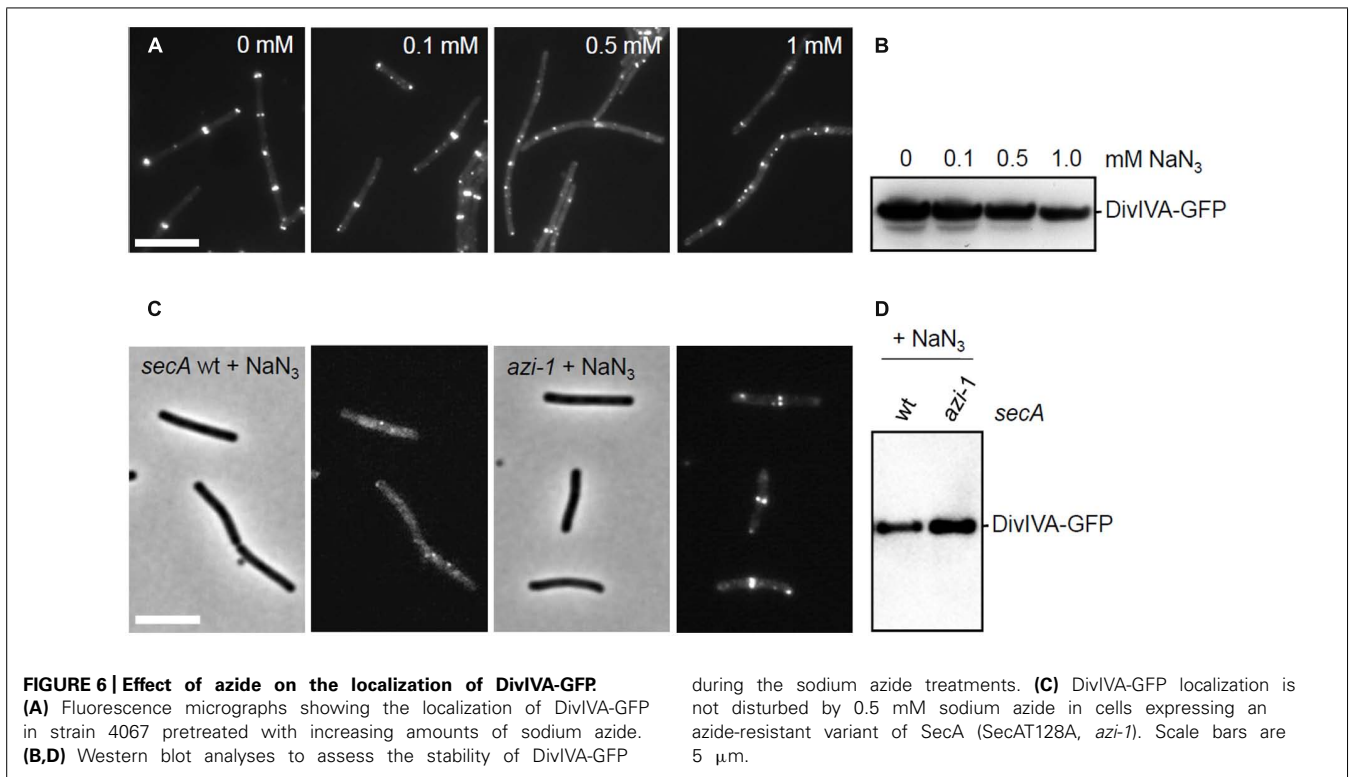 A
0 mM
0.1 mM
0.5 mM
1 mM
B
0 0.1 0.5 1.0 mM NaN₃
DivIVA-GFP
C
secA wt + NaN₃
azi-1 + NaN₃
D
+ NaN₃
wt azi-1 secA
DivIVA-GFP
FIGURE 6 | Effect of azide on the localization of DivIVA-GFP.
(A) Fluorescence micrographs showing the localization of DivIVA-GFP
in strain 4067 pretreated with increasing amounts of sodium azide.
(B,D) Western blot analyses to assess the stability of DivIVA-GFP
during the sodium azide treatments. (C) DivIVA-GFP localization is
not disturbed by 0.5 mM sodium azide in cells expressing an
azide-resistant variant of SecA (SecAT128A, azi-1). Scale bars are
5 μm.